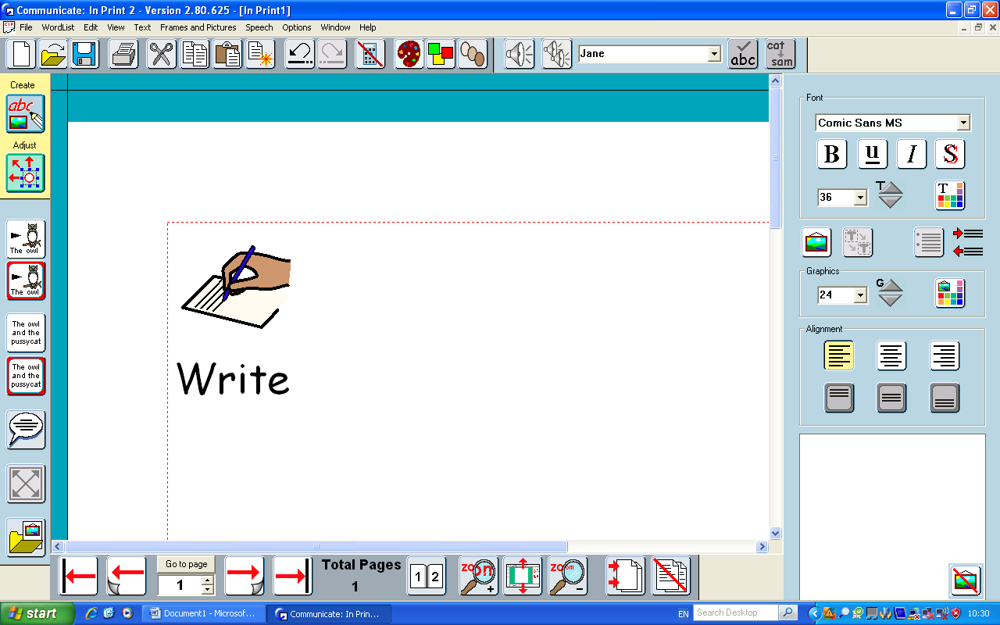 Communicate: In Print 2 - Version 2.80.625 - [In Print1]
File WordList Edit View Text Frames and Pictures Speech Options Window Help
Jane
abc
cat
sam
Create
abc
Adjust
The owl
The owl
The owl
and the
pussycat
The owl
and the
pussycat
Write
Font
Comic Sans MS
B u I S
36
T
T
T
T
Graphics
24
G
Alignment
Go to page
1
Total Pages
1
1 2
zoon
+
zoom
-
start
Document1 - Microsof...
Communicate: In Prin...
EN
Search Desktop
10:30